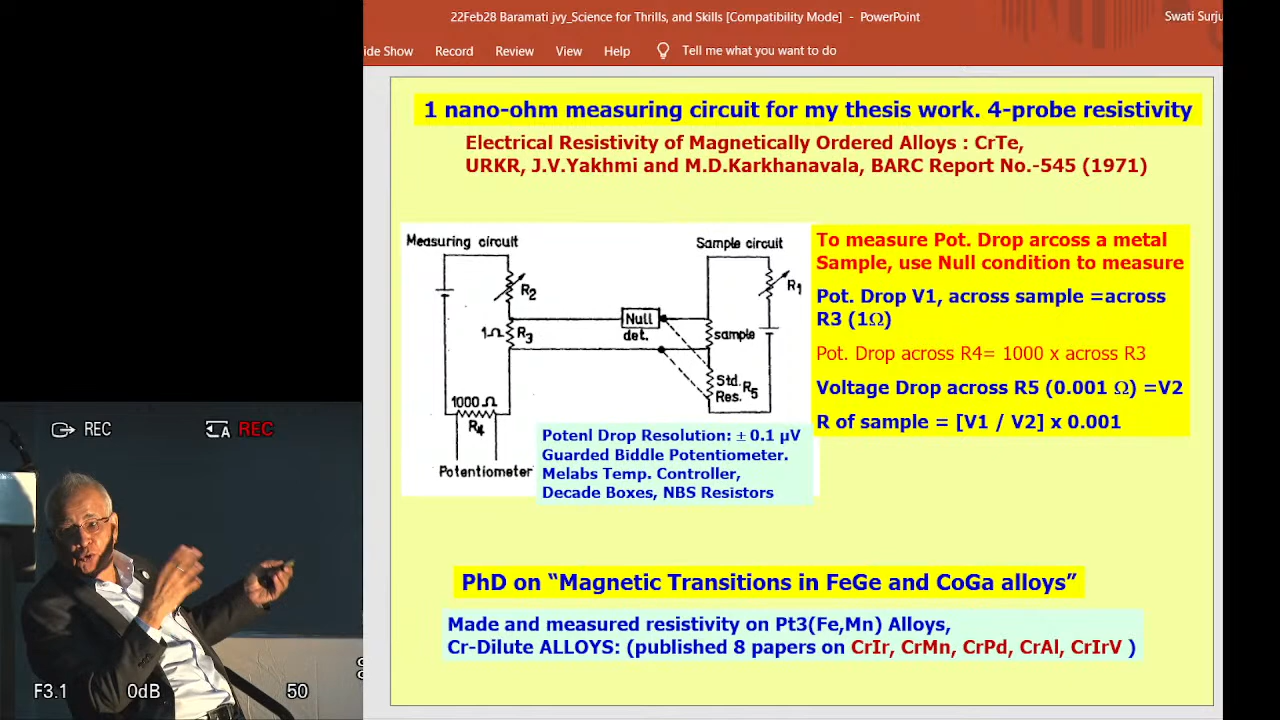 22Feb28 Baramati jvy_Science for Thrills, and Skills [Compatibility Mode] - PowerPoint
Swati Surju
ide Show Record Review View Help Tell me what you want to do
1 nano-ohm measuring circuit for my thesis work. 4-probe resistivity
Electrical Resistivity of Magnetically Ordered Alloys : CrTe,
URKR, J.V.Yakhmi and M.D.Karkhanavala, BARC Report No.-545 (1971)
Measuring circuit
Sample circuit
R2
R1
1Ω R3
Null
det.
sample
Std.
Res. R5
1000 Ω
R4
Potentiometer
To measure Pot. Drop arcoss a metal
Sample, use Null condition to measure
Pot. Drop V1, across sample =across
R3 (1Ω)
Pot. Drop across R4= 1000 x across R3
Voltage Drop across R5 (0.001 Ω) =V2
R of sample = [V1 / V2] x 0.001
Potenl Drop Resolution: ± 0.1 µV
Guarded Biddle Potentiometer.
Melabs Temp. Controller,
Decade Boxes, NBS Resistors
PhD on “Magnetic Transitions in FeGe and CoGa alloys”
Made and measured resistivity on Pt3(Fe,Mn) Alloys,
Cr-Dilute ALLOYS: (published 8 papers on CrIr, CrMn, CrPd, CrAl, CrIrV )
REC A REC
F3.1 0dB 50